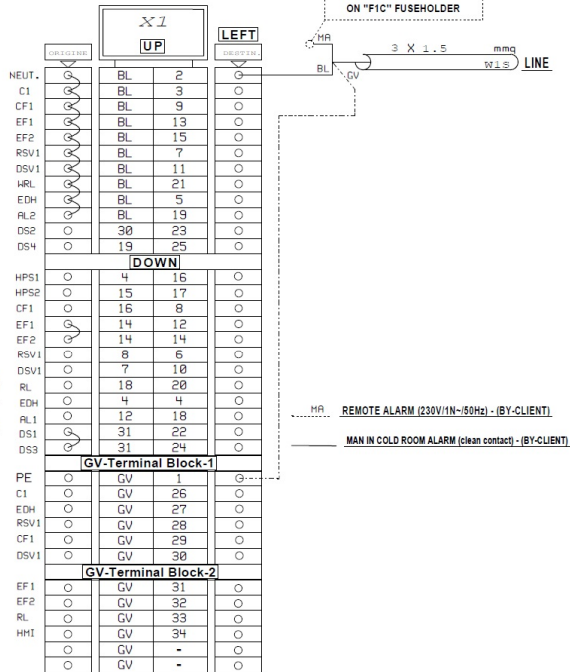 ON "F1C" FUSEHOLDER
X1
UP
LEFT
ORIGINE
DESTIN.
MA
BL
GV
3 X 1.5 mmq
W1S LINE
NEUT. BL 2
C1 BL 3
CF1 BL 9
EF1 BL 13
EF2 BL 15
RSV1 BL 7
DSV1 BL 11
WRL BL 21
EDH BL 5
AL2 BL 19
DS2 30 23
DS4 19 25
DOWN
HPS1 4 16
HPS2 15 17
CF1 16 8
EF1 14 12
EF2 14 14
RSV1 8 6
DSV1 7 10
RL 18 20
EDH 4 4
AL1 12 18
DS1 31 22
DS3 31 24
MA REMOTE ALARM (230V/1N~/50Hz) - (BY-CLIENT)
MAN IN COLD ROOM ALARM (clean contact) - (BY-CLIENT)
GV-Terminal Block-1
PE GV 1
C1 GV 26
EDH GV 27
RSV1 GV 28
CF1 GV 29
DSV1 GV 30
GV-Terminal Block-2
EF1 GV 31
EF2 GV 32
RL GV 33
HMI GV 34
GV -
GV -